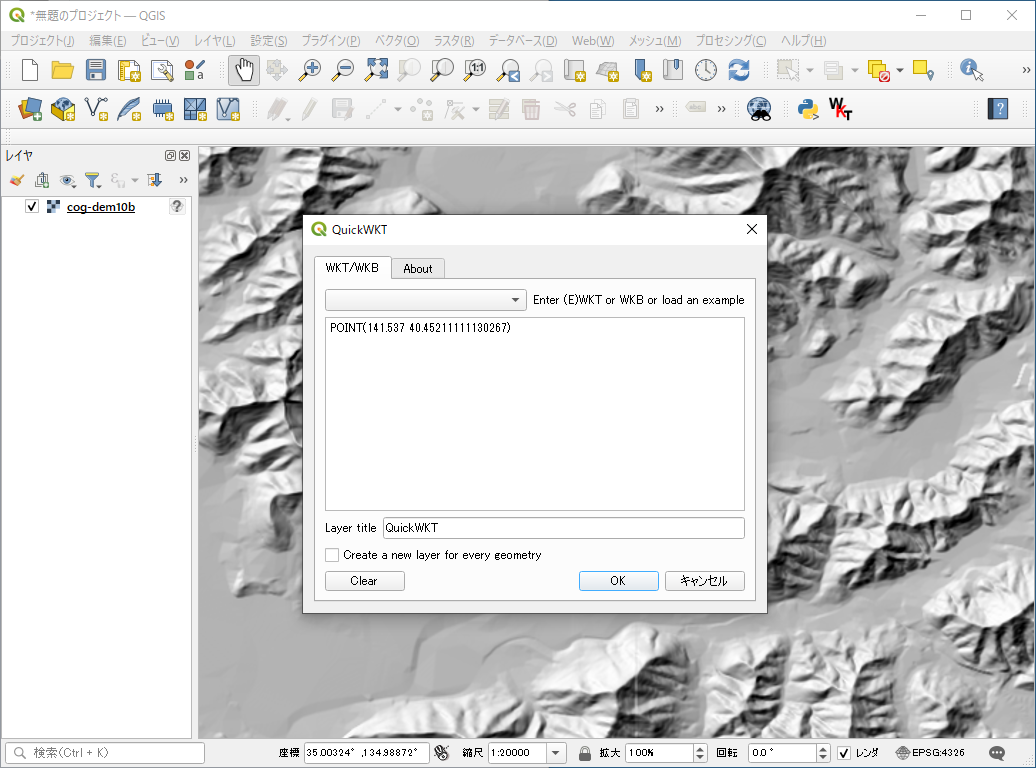 *無題のプロジェクト — QGIS
プロジェクト(J) 編集(E) ビュー(V) レイヤ(L) 設定(S) プラグイン(P) ベクタ(O) ラスタ(R) データベース(D) Web(W) メッシュ(M) プロセシング(C) ヘルプ(H)
レイヤ
cog-dem10b
QuickWKT
WKT/WKB About
Enter (E)WKT or WKB or load an example
POINT(141.537 40.45211111130267)
Layer title QuickWKT
Create a new layer for every geometry
Clear OK キャンセル
検索(Ctrl + K) 座標 35.00324° ,134.98872° 縮尺 1:20000 拡大 100% 回転 0.0 ° レンダ EPSG:4326